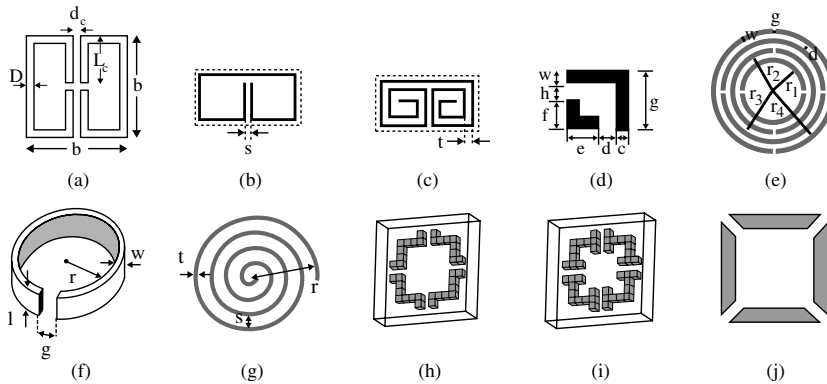 d_c
D
L_c
b
b
(a)
s
(b)
t
(c)
w
h
f
g
e
d
c
(d)
g
w
d
r_2
r_1
r_3
r_4
(e)
w
r
l
g
(f)
t
r
s
(g)
(h)
(i)
(j)